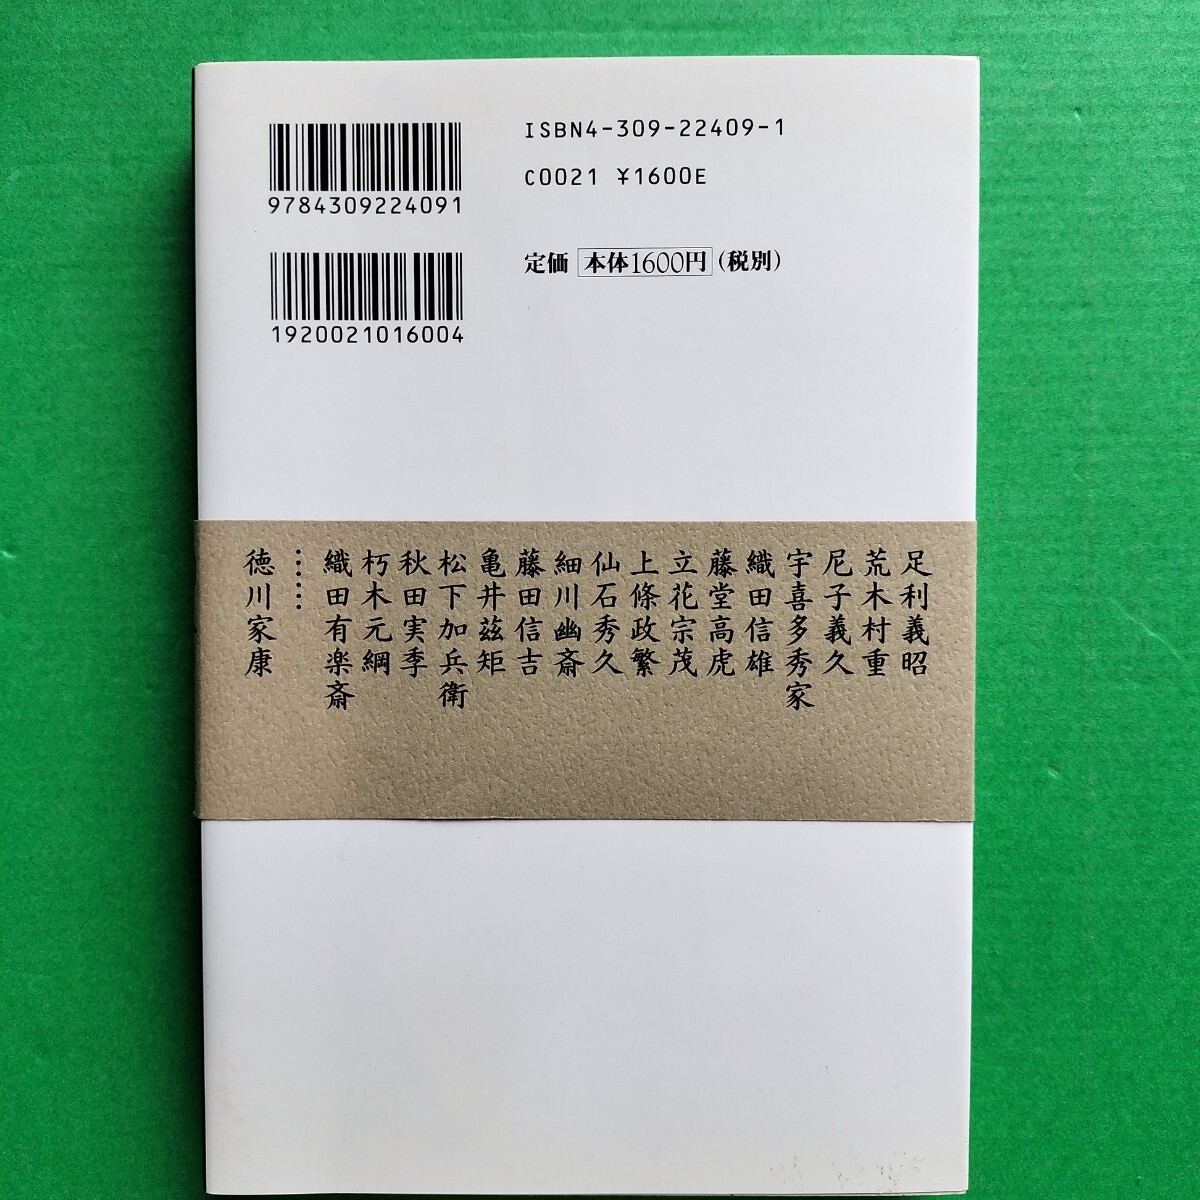 ISBN4-309-22409-1
C0021 ¥1600E
9784309224091
定価 本体1600円 (税別)
1920021016004
足利義昭
荒木村重
尼子義久
宇喜多秀家
織田信雄
藤堂高虎
立花宗茂
上條政繁
仙石秀久
細川幽斎
藤田信吉
亀井茲矩
松下加兵衛
秋田実季
朽木元綱
織田有楽斎
……
徳川家康